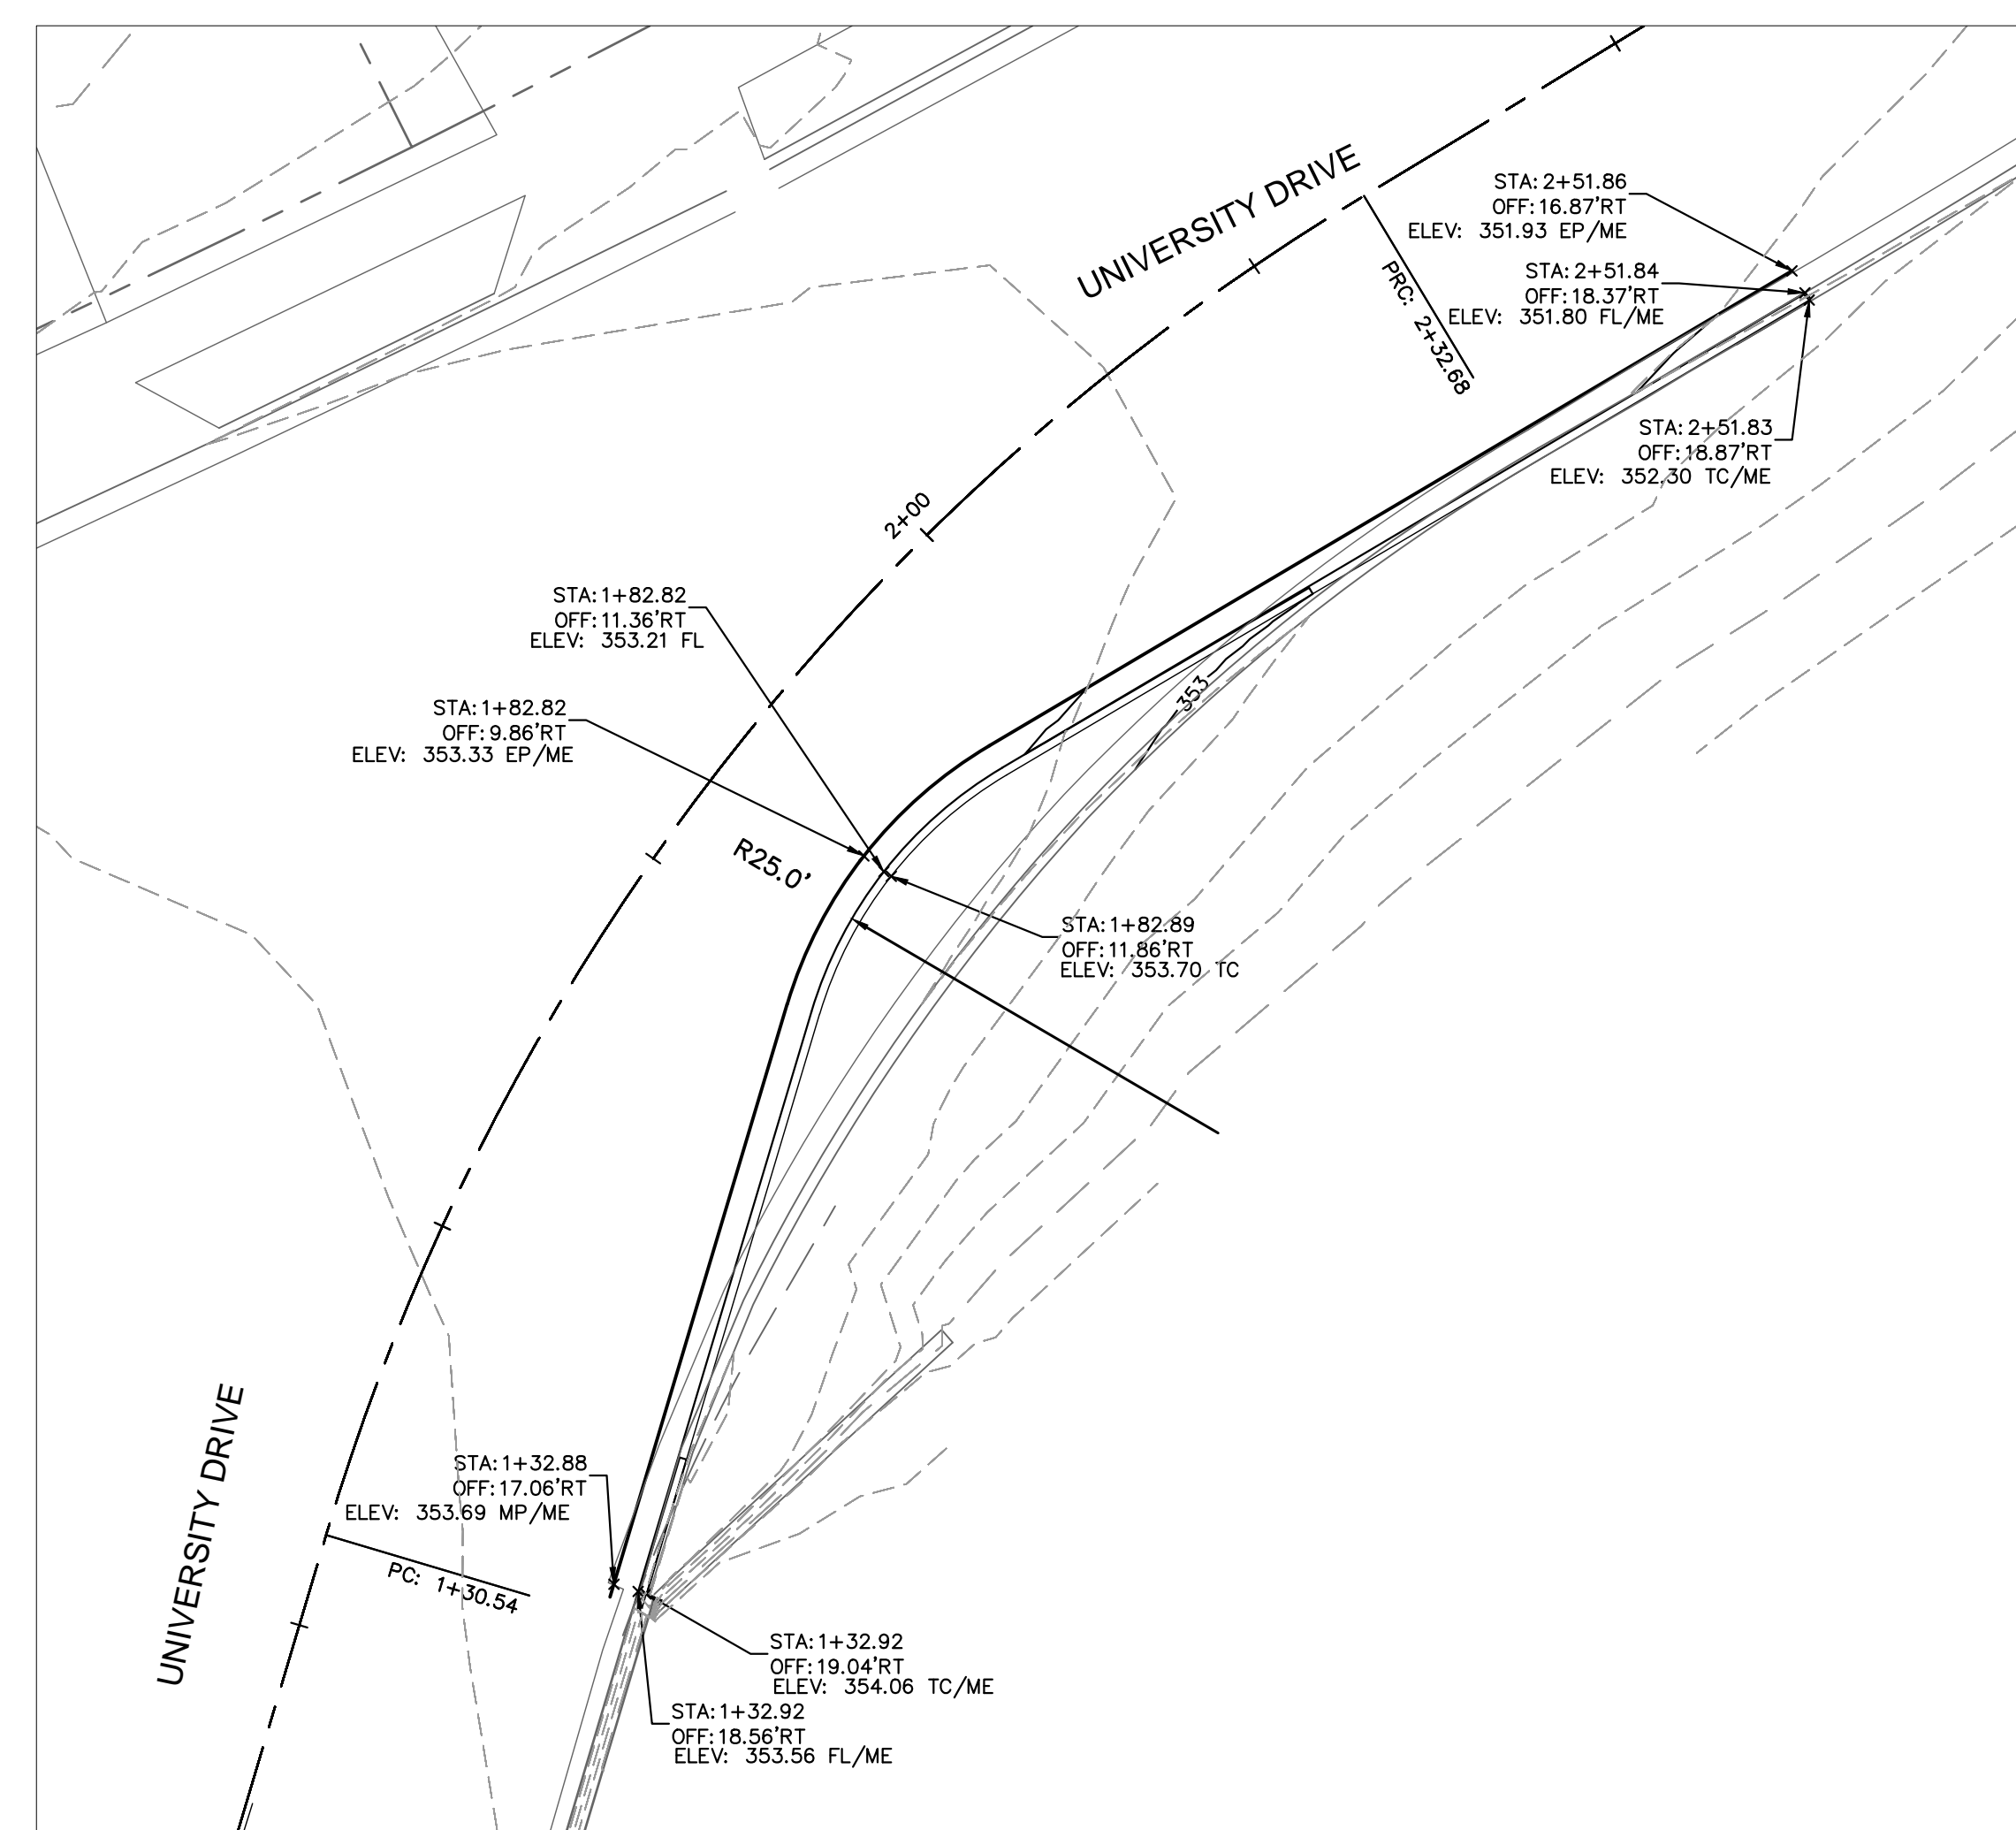 UNIVERSITY DRIVE
STA: 2+51.86
OFF: 16.87'RT
ELEV: 351.93 EP/ME
STA: 2+51.84
OFF: 18.37'RT
ELEV: 351.80 FL/ME
PRC: 2+32.68
STA: 2+51.83
OFF: 18.87'RT
ELEV: 352.30 TC/ME
2+00
STA: 1+82.82
OFF: 11.36'RT
ELEV: 353.21 FL
353
STA: 1+82.82
OFF: 9.86'RT
ELEV: 353.33 EP/ME
R25.0'
STA: 1+82.89
OFF: 11.86'RT
ELEV: 353.70 TC
UNIVERSITY DRIVE
STA: 1+32.88
OFF: 17.06'RT
ELEV: 353.69 MP/ME
PC: 1+30.54
STA: 1+32.92
OFF: 19.04'RT
ELEV: 354.06 TC/ME
STA: 1+32.92
OFF: 18.56'RT
ELEV: 353.56 FL/ME